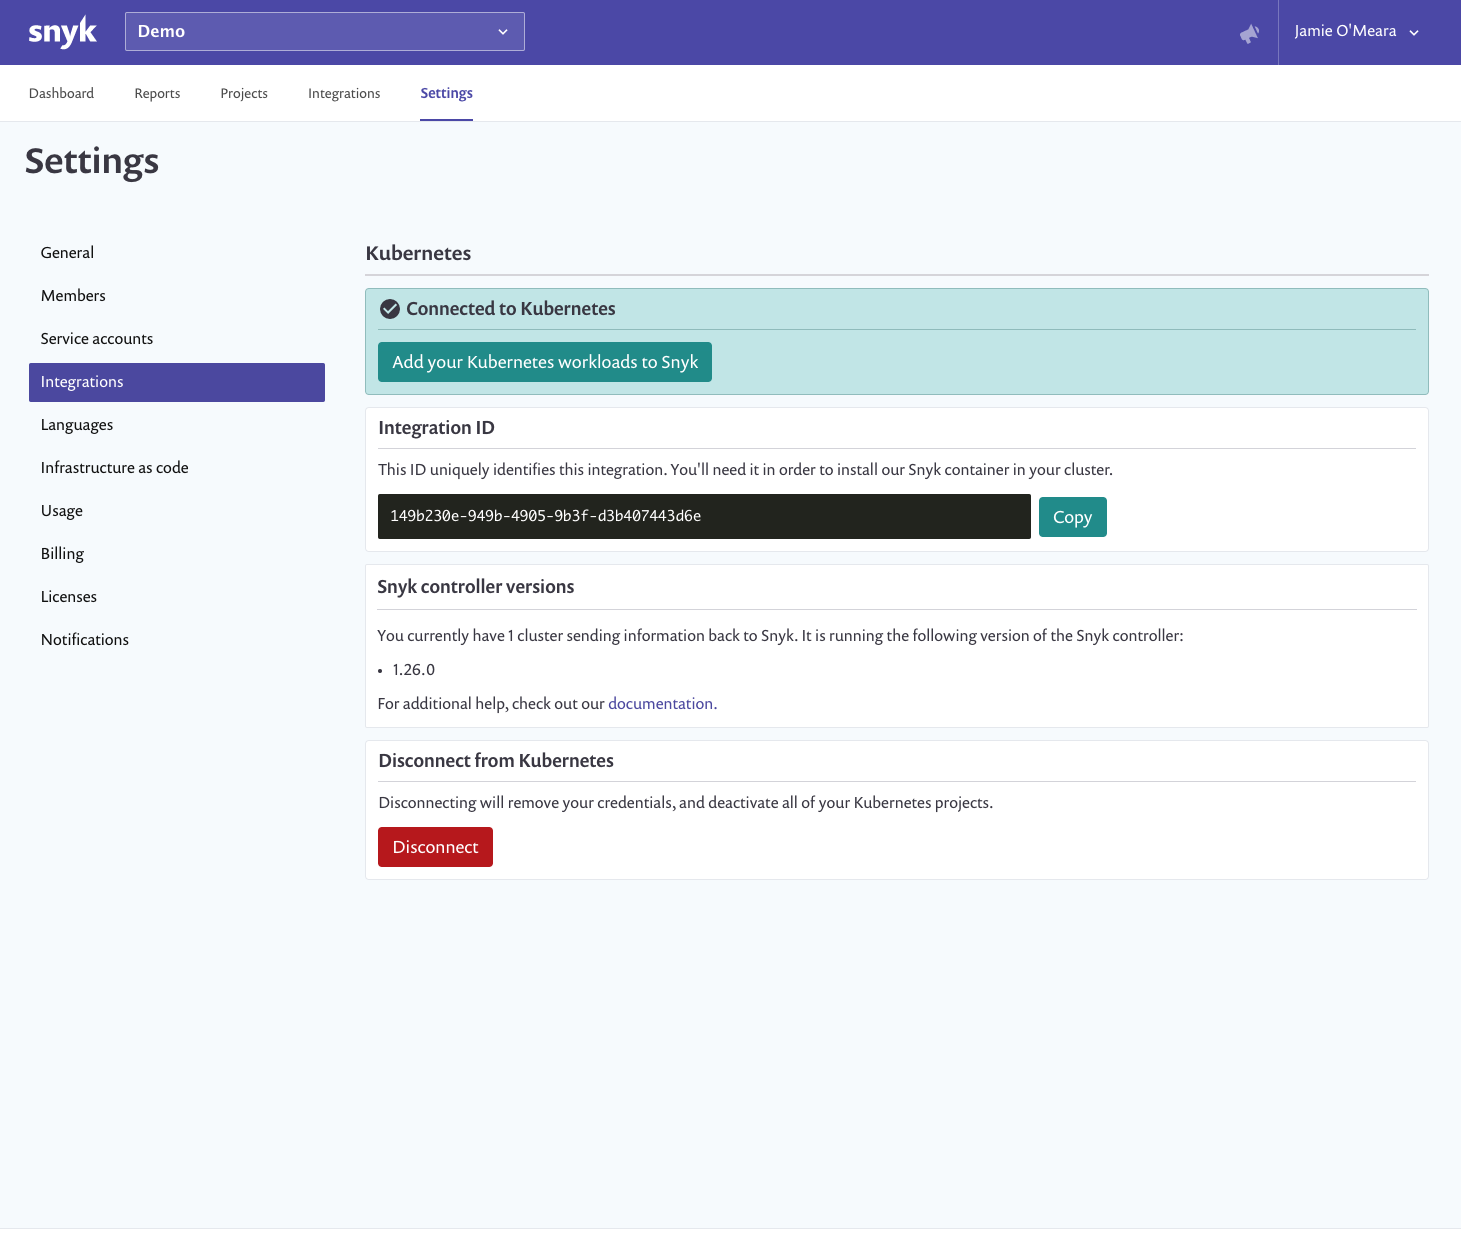 snyk
Demo
Jamie O'Meara
Dashboard
Reports
Projects
Integrations
Settings
Settings
General
Members
Service accounts
Integrations
Languages
Infrastructure as code
Usage
Billing
Licenses
Notifications
Kubernetes
Connected to Kubernetes
Add your Kubernetes workloads to Snyk
Integration ID
This ID uniquely identifies this integration. You'll need it in order to install our Snyk container in your cluster.
149b230e-949b-4905-9b3f-d3b407443d6e
Copy
Snyk controller versions
You currently have 1 cluster sending information back to Snyk. It is running the following version of the Snyk controller:
• 1.26.0
For additional help, check out our documentation.
Disconnect from Kubernetes
Disconnecting will remove your credentials, and deactivate all of your Kubernetes projects.
Disconnect